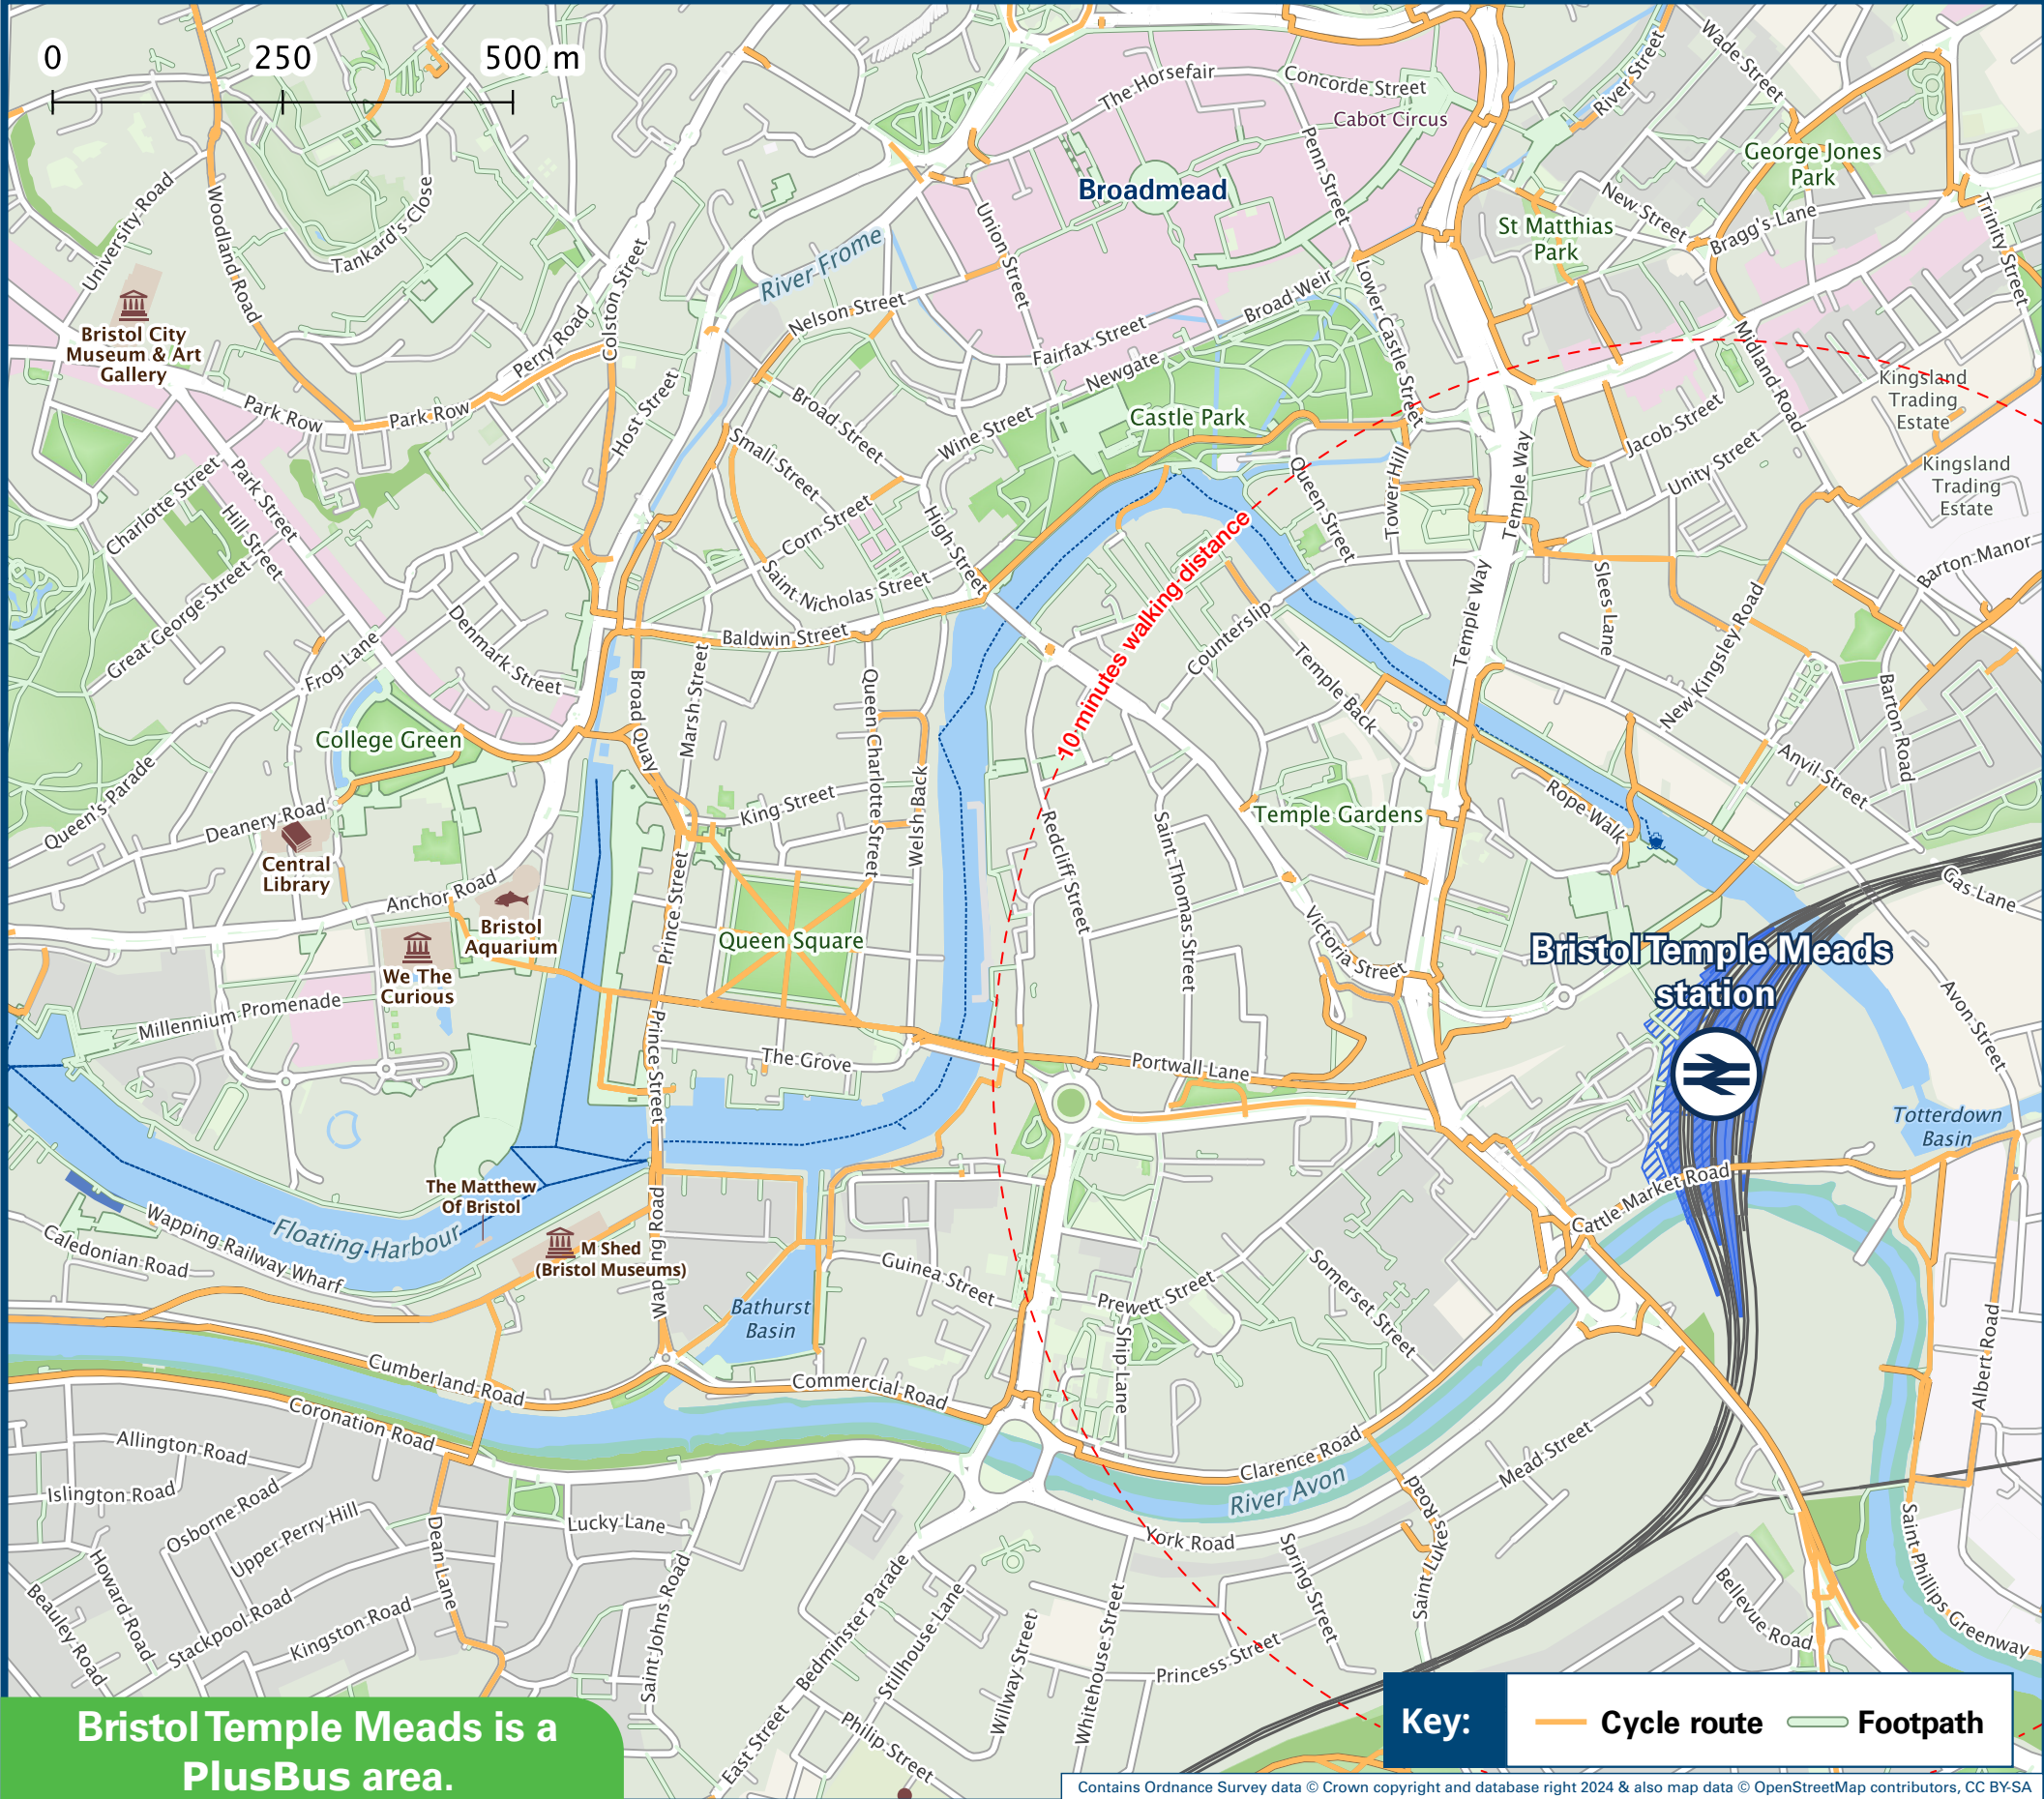 0 250 500 m
University Road
Woodland Road
Tankard's Close
Bristol City
Museum & Art
Gallery
Park Row
Park Row
Perry Road
Colston Street
Host Street
River Frome
Nelson Street
Union Street
The Horsefair
Concorde Street
Cabot Circus
Penn Street
Broadmead
Fairfax Street
Newgate
Broad Weir
Lower Castle Street
Castle Park
Wade Street
River Street
George Jones
Park
St Matthias
Park
New Street
Bragg's Lane
Trinity Street
Midland Road
Kingsland
Trading
Estate
Kingsland
Trading
Estate
Jacob Street
Unity Street
Barton Manor
Charlotte Street
Park Street
Hill Street
Great George Street
Frog Lane
Denmark Street
Broad Street
Small Street
Wine Street
Corn Street
High Street
Saint Nicholas Street
Baldwin Street
Queen Street
Tower Hill
Temple Way
Temple Way
Slees Lane
New Kingsley Road
Barton Road
Anvil Street
10 minutes walking distance
Counterslip
Temple Back
Broad Quay
Marsh Street
Queen Charlotte Street
Welsh Back
King Street
College Green
Queen's Parade
Deanery Road
Central
Library
Anchor Road
Bristol
Aquarium
We The
Curious
Millennium Promenade
Prince Street
Queen Square
Prince Street
The Grove
Redcliff Street
Saint Thomas Street
Temple Gardens
Victoria Street
Portwall Lane
Rope Walk
Gas Lane
Avon Street
Bristol Temple Meads
station
Totterdown
Basin
Cattle Market Road
The Matthew
Of Bristol
M Shed
(Bristol Museums)
Wapping Road
Floating Harbour
Wapping Railway Wharf
Caledonian Road
Bathurst
Basin
Guinea Street
Prewett Street
Ship Lane
Somerset Street
Cumberland Road
Coronation Road
Commercial Road
Clarence Road
River Avon
York Road
Mead Street
Albert Road
Saint Lukes Road
Spring Street
Princess Street
Whitehouse Street
Willway Street
Stillhouse Lane
Bedminster Parade
East Street
Philip Street
Saint Johns Road
Lucky Lane
Dean Lane
Allington Road
Islington Road
Osborne Road
Upper Perry Hill
Howard Road
Beauley Road
Stackpool Road
Kingston Road
Bellevue Road
Saint Phillips Greenway
Bristol Temple Meads is a
PlusBus area.
Key: Cycle route Footpath
Contains Ordnance Survey data © Crown copyright and database right 2024 & also map data © OpenStreetMap contributors, CC BY-SA